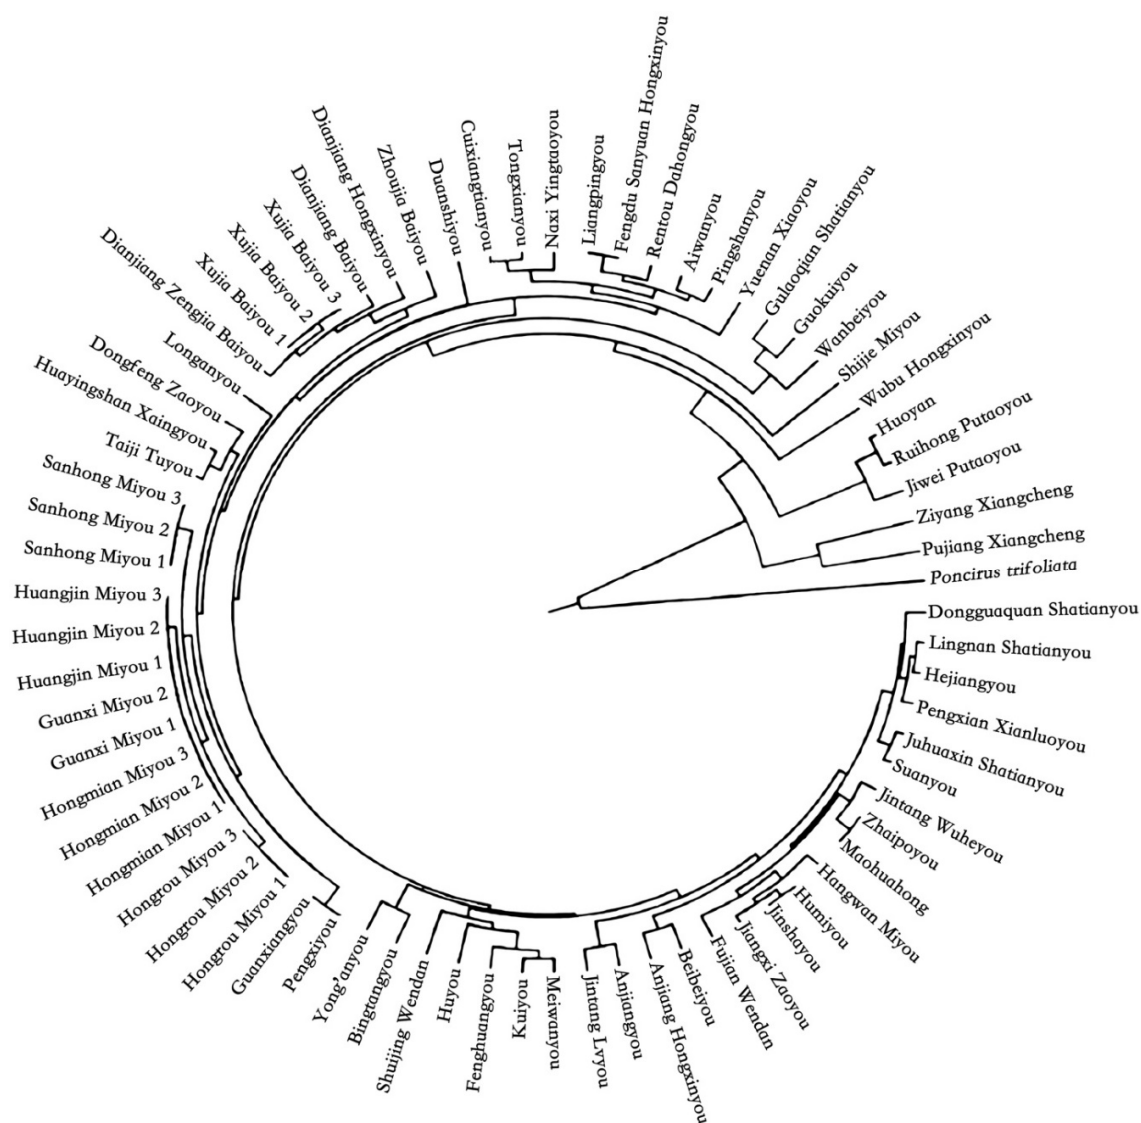 Fengdu Sanyuan Hongxinyou
Rentou Dahongyou
Aiwanyou
Pingshanyou
Yuenan Xiaoyou
Gulaoqian Shatianyou
Guokuiyou
Wanbeiyou
Shijie Miyou
Wubu Hongxinyou
Huoyan
Ruihong Putaoyou
Jiwei Putaoyou
Ziyang Xiangcheng
Pujiang Xiangcheng
Poncirus trifoliata
Dongguaquan Shatianyou
Lingnan Shatianyou
Hejiangyou
Pengxian Xianluoyou
Juhuaxin Shatianyou
Suanyou
Jintang Wuheyou
Zhaipoyou
Maohuahong
Hangwan Miyou
Humiyou
Jinshayou
Jiangxi Zaoyou
Fujian Wendan
Beibeiyou
Anjiang Hongxinyou
Anjiangyou
Jintang Lvyou
Meiwanyou
Kuiyou
Fenghuangyou
Huyou
Shuijing Wendan
Bingtangyou
Yong'anyou
Pengxiyou
Guanxiangyou
Hongrou Miyou 1
Hongrou Miyou 2
Hongrou Miyou 3
Hongmian Miyou 1
Hongmian Miyou 2
Hongmian Miyou 3
Guanxi Miyou 1
Guanxi Miyou 2
Huangjin Miyou 1
Huangjin Miyou 2
Huangjin Miyou 3
Sanhong Miyou 1
Sanhong Miyou 2
Sanhong Miyou 3
Taiji Tuyou
Huayingshan Xaingyou
Dongfeng Zaoyou
Longanyou
Dianjiang Zengjia Baiyou
Xujia Baiyou 1
Xujia Baiyou 2
Xujia Baiyou 3
Dianjiang Baiyou
Dianjiang Hongxinyou
Zhoujia Baiyou
Duanshiyou
Cuixiangtianyou
Tongxianyou
Naxi Yingtaoyou
Liangpingyou